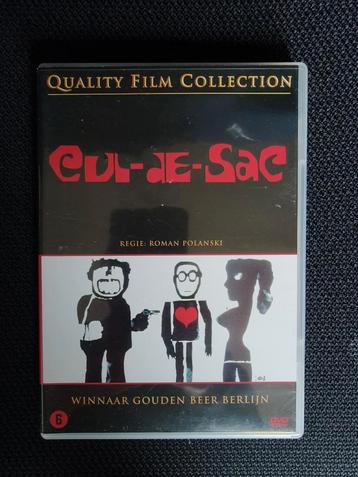 QUALITY FILM COLLECTION
CUL-DE-SAC
REGIE: ROMAN POLANSKI
WINNAAR GOUDEN BEER BERLIJN
6
DVD